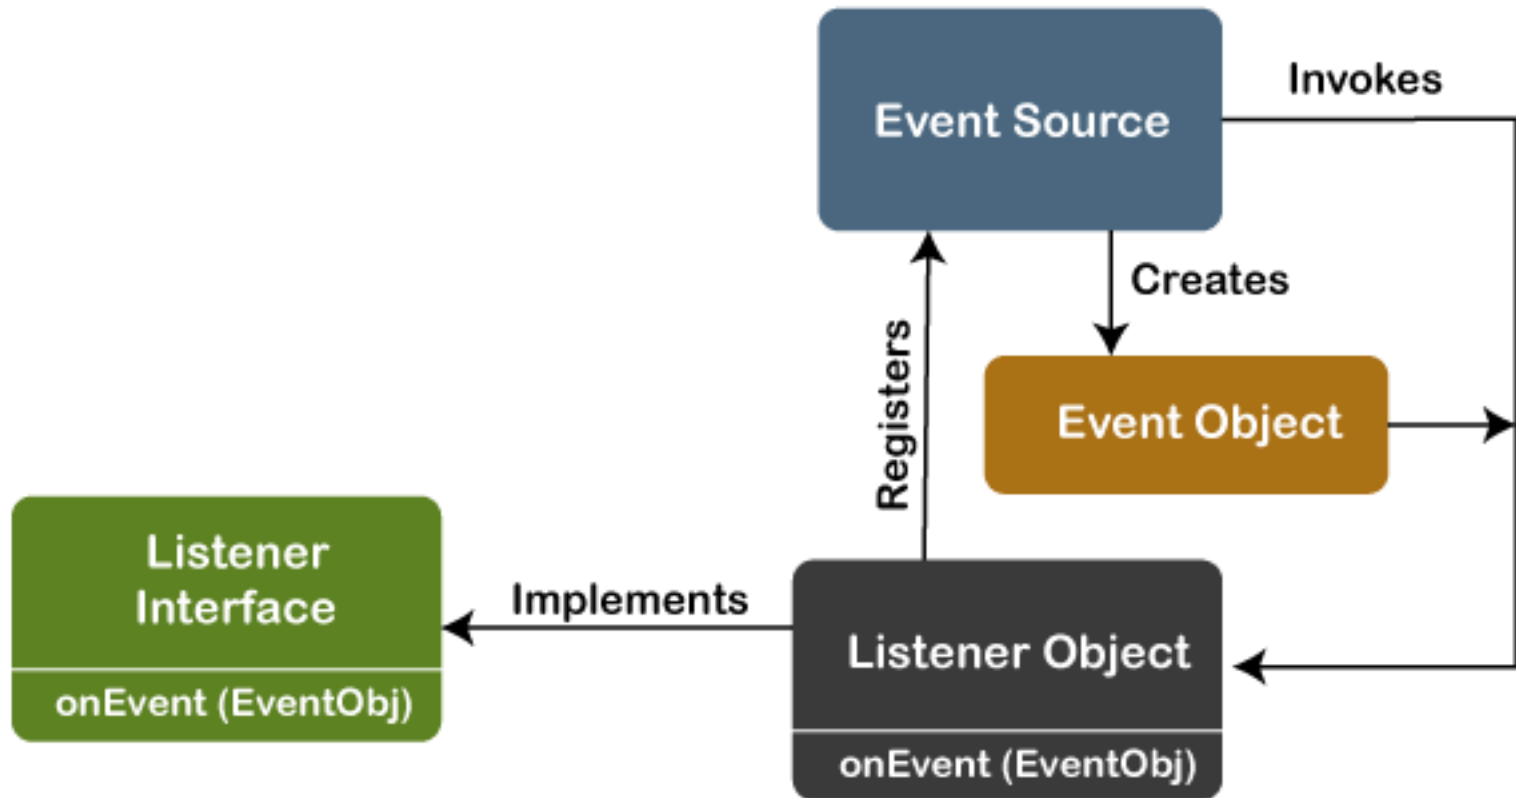 Event Source
Invokes
Creates
Registers
Event Object
Listener
Interface
onEvent (EventObj)
Implements
Listener Object
onEvent (EventObj)